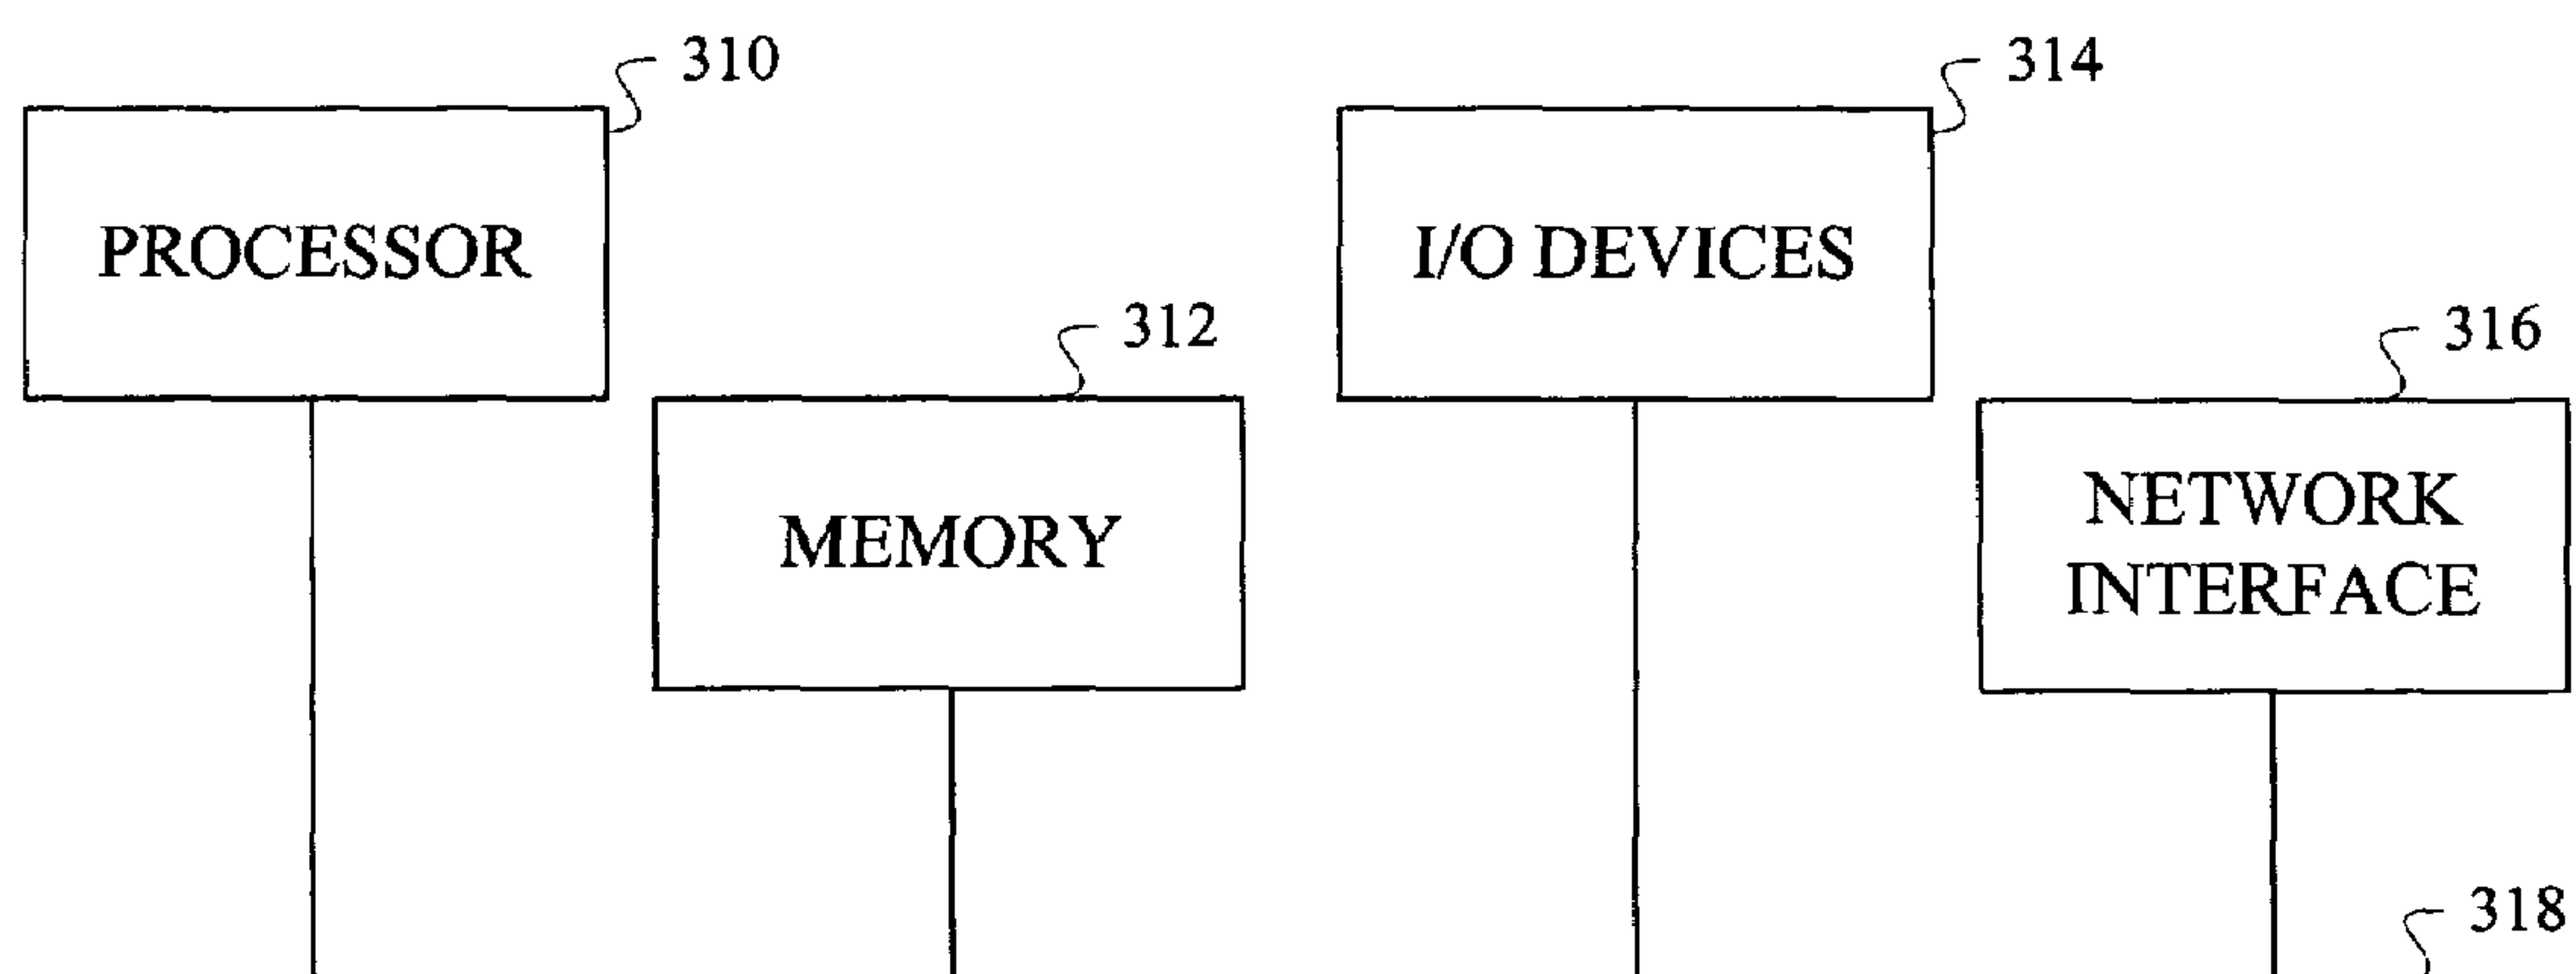 310
PROCESSOR
312
MEMORY
314
I/O DEVICES
316
NETWORK
INTERFACE
318